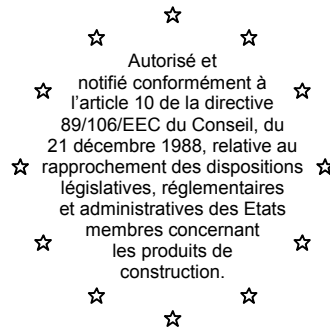 Autorisé et
notifié conformément à
l'article 10 de la directive
89/106/EEC du Conseil, du
21 décembre 1988, relative au
rapprochement des dispositions
législatives, réglementaires
et administratives des Etats
membres concernant
les produits de
construction.